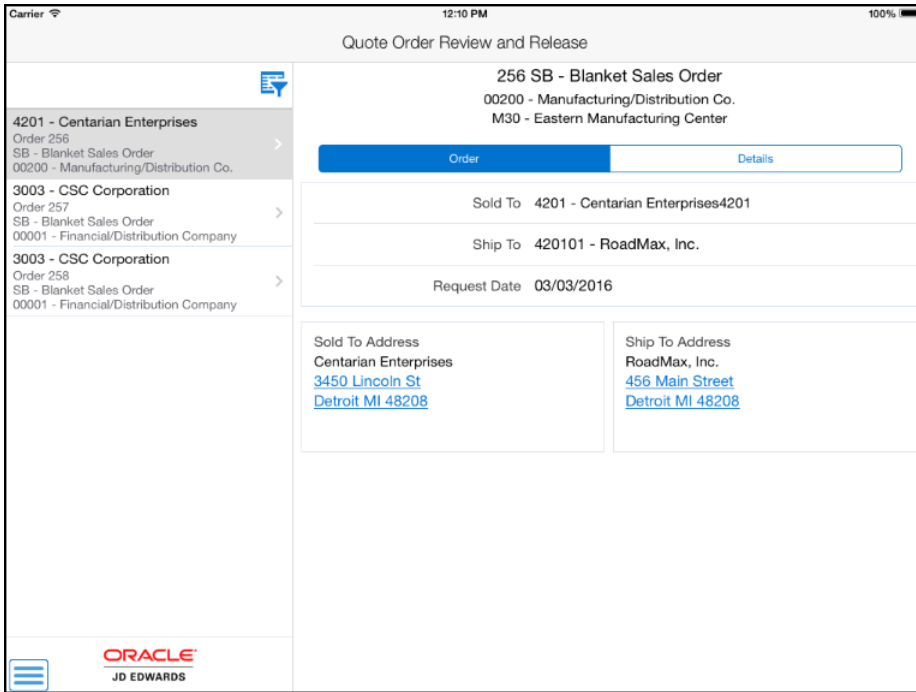 Carrier
12:10 PM
100%
Quote Order Review and Release
4201 - Centarian Enterprises
Order 256
SB - Blanket Sales Order
00200 - Manufacturing/Distribution Co.
3003 - CSC Corporation
Order 257
SB - Blanket Sales Order
00001 - Financial/Distribution Company
3003 - CSC Corporation
Order 258
SB - Blanket Sales Order
00001 - Financial/Distribution Company
ORACLE
JD EDWARDS
256 SB - Blanket Sales Order
00200 - Manufacturing/Distribution Co.
M30 - Eastern Manufacturing Center
Order
Details
Sold To 4201 - Centarian Enterprises4201
Ship To 420101 - RoadMax, Inc.
Request Date 03/03/2016
Sold To Address
Centarian Enterprises
3450 Lincoln St
Detroit MI 48208
Ship To Address
RoadMax, Inc.
456 Main Street
Detroit MI 48208